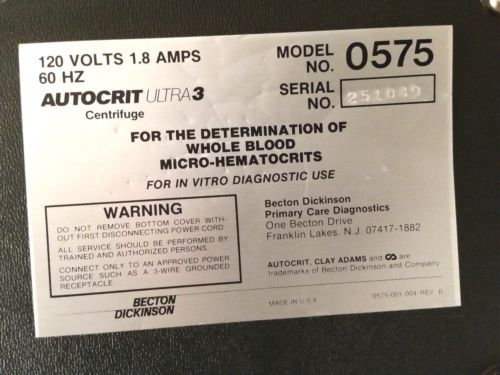 120 VOLTS 1.8 AMPS
60 HZ
MODEL NO. 0575
AUTOCRIT ULTRA 3
Centrifuge
SERIAL NO. 251049
FOR THE DETERMINATION OF
WHOLE BLOOD
MICRO-HEMATOCRITS
FOR IN VITRO DIAGNOSTIC USE
WARNING
DO NOT REMOVE BOTTOM COVER WITH-
OUT FIRST DISCONNECTING POWER CORD.
ALL SERVICE SHOULD BE PERFORMED BY
TRAINED AND AUTHORIZED PERSONS.
CONNECT ONLY TO AN APPROVED POWER
SOURCE SUCH AS A 3-WIRE GROUNDED
RECEPTACLE.
Becton Dickinson
Primary Care Diagnostics
One Becton Drive
Franklin Lakes, N.J. 07417-1882
AUTOCRIT, CLAY ADAMS and are
trademarks of Becton Dickinson and Company
BECTON
DICKINSON
MADE IN U.S.A.
0575-001-004 REV.